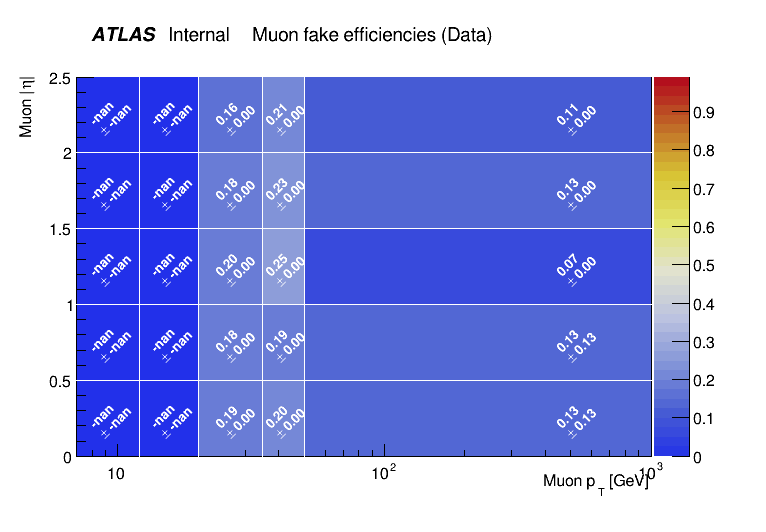 ATLAS Internal Muon fake efficiencies (Data)
Muon |η|
2.5
-nan ± -nan
-nan ± -nan
0.16 ± 0.00
0.21 ± 0.00
0.11 ± 0.00
2
-nan ± -nan
-nan ± -nan
0.18 ± 0.00
0.23 ± 0.00
0.13 ± 0.00
1.5
-nan ± -nan
-nan ± -nan
0.20 ± 0.00
0.25 ± 0.00
0.07 ± 0.00
1
-nan ± -nan
-nan ± -nan
0.18 ± 0.00
0.19 ± 0.00
0.13 ± 0.13
0.5
-nan ± -nan
-nan ± -nan
0.19 ± 0.00
0.20 ± 0.00
0.13 ± 0.13
0
10
10²
10³
Muon p_T [GeV]
0.9
0.8
0.7
0.6
0.5
0.4
0.3
0.2
0.1
0